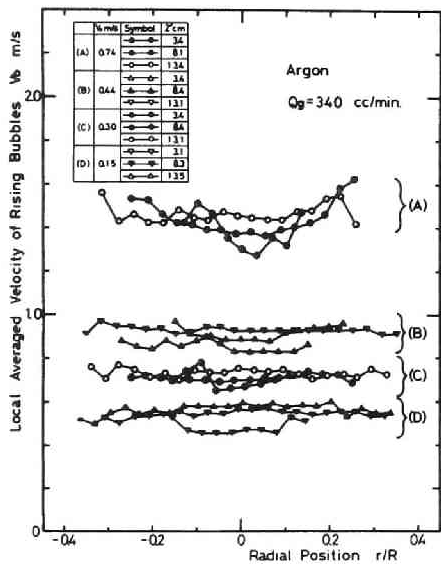 Vℓ m/s Symbol Z cm
(A) 0.74 3.4
8.1
13.4
(B) 0.44 3.4
8.4
13.1
(C) 0.30 3.4
8.4
13.1
(D) 0.15 3.1
8.3
13.5
Argon
Qg=340 cc/min.
Local Averaged Velocity of Rising Bubbles Vb m/s
2.0
1.0
0
(A)
(B)
(C)
(D)
-0.4 -0.2 0 0.2 0.4
Radial Position r/R